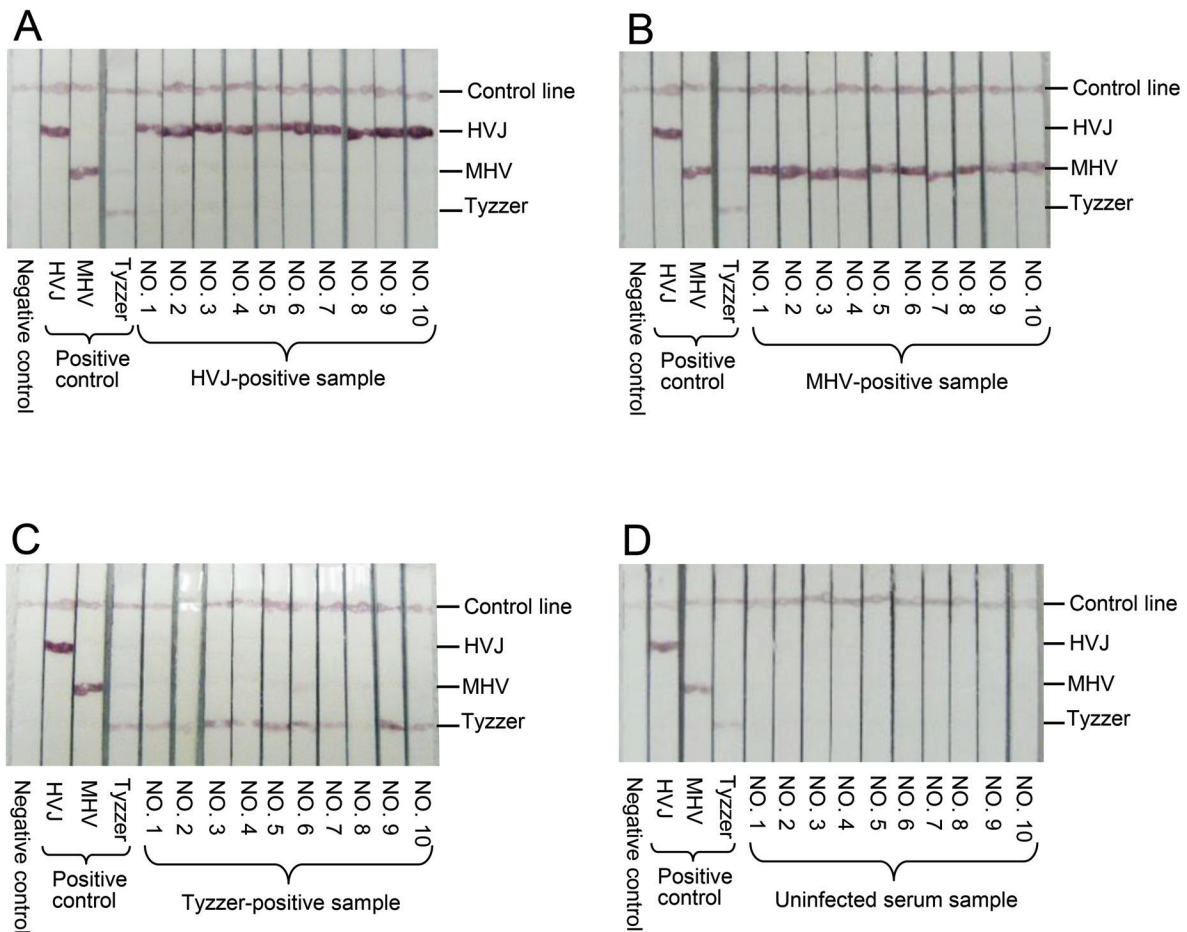 A
Control line
HVJ
MHV
Tyzzer
Negative control
HVJ
MHV
Tyzzer
NO. 1
NO. 2
NO. 3
NO. 4
NO. 5
NO. 6
NO. 7
NO. 8
NO. 9
NO. 10
Positive
control
HVJ-positive sample
B
Control line
HVJ
MHV
Tyzzer
Negative control
HVJ
MHV
Tyzzer
NO. 1
NO. 2
NO. 3
NO. 4
NO. 5
NO. 6
NO. 7
NO. 8
NO. 9
NO. 10
Positive
control
MHV-positive sample
C
Control line
HVJ
MHV
Tyzzer
Negative control
HVJ
MHV
Tyzzer
NO. 1
NO. 2
NO. 3
NO. 4
NO. 5
NO. 6
NO. 7
NO. 8
NO. 9
NO. 10
Positive
control
Tyzzer-positive sample
D
Control line
HVJ
MHV
Tyzzer
Negative control
HVJ
MHV
Tyzzer
NO. 1
NO. 2
NO. 3
NO. 4
NO. 5
NO. 6
NO. 7
NO. 8
NO. 9
NO. 10
Positive
control
Uninfected serum sample